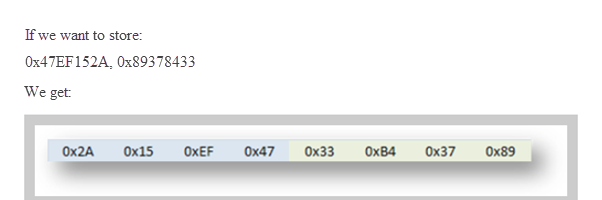 If we want to store:
0x47EF152A, 0x89378433
We get:
0x2A 0x15 0xEF 0x47 0x33 0xB4 0x37 0x89